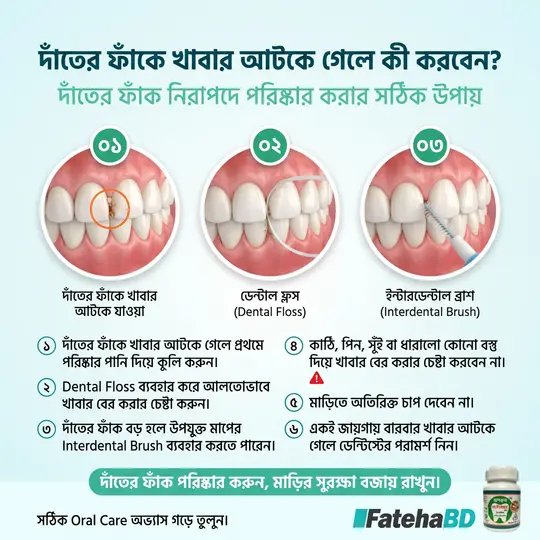 দাঁতের ফাঁকে খাবার আটকে গেলে কী করবেন?
দাঁতের ফাঁক নিরাপদে পরিষ্কার করার সঠিক উপায়
০১
০২
০৩
দাঁতের ফাঁকে খাবার
আটকে যাওয়া
ডেন্টাল ফ্লস
(Dental Floss)
ইন্টারডেন্টাল ব্রাশ
(Interdental Brush)
১ দাঁতের ফাঁকে খাবার আটকে গেলে প্রথমে
পরিষ্কার পানি দিয়ে কুলি করুন।
২ Dental Floss ব্যবহার করে আলতোভাবে
খাবার বের করার চেষ্টা করুন।
৩ দাঁতের ফাঁক বড় হলে উপযুক্ত মাপের
Interdental Brush ব্যবহার করতে পারেন।
৪ কাঠি, পিন, সুঁই বা ধারালো কোনো বস্তু
দিয়ে খাবার বের করার চেষ্টা করবেন না।
৫ মাড়িতে অতিরিক্ত চাপ দেবেন না।
৬ একই জায়গায় বারবার খাবার আটকে
গেলে ডেন্টিস্টের পরামর্শ নিন।
দাঁতের ফাঁক পরিষ্কার করুন, মাড়ির সুরক্ষা বজায় রাখুন।
সঠিক Oral Care অভ্যাস গড়ে তুলুন।
FatehaBD